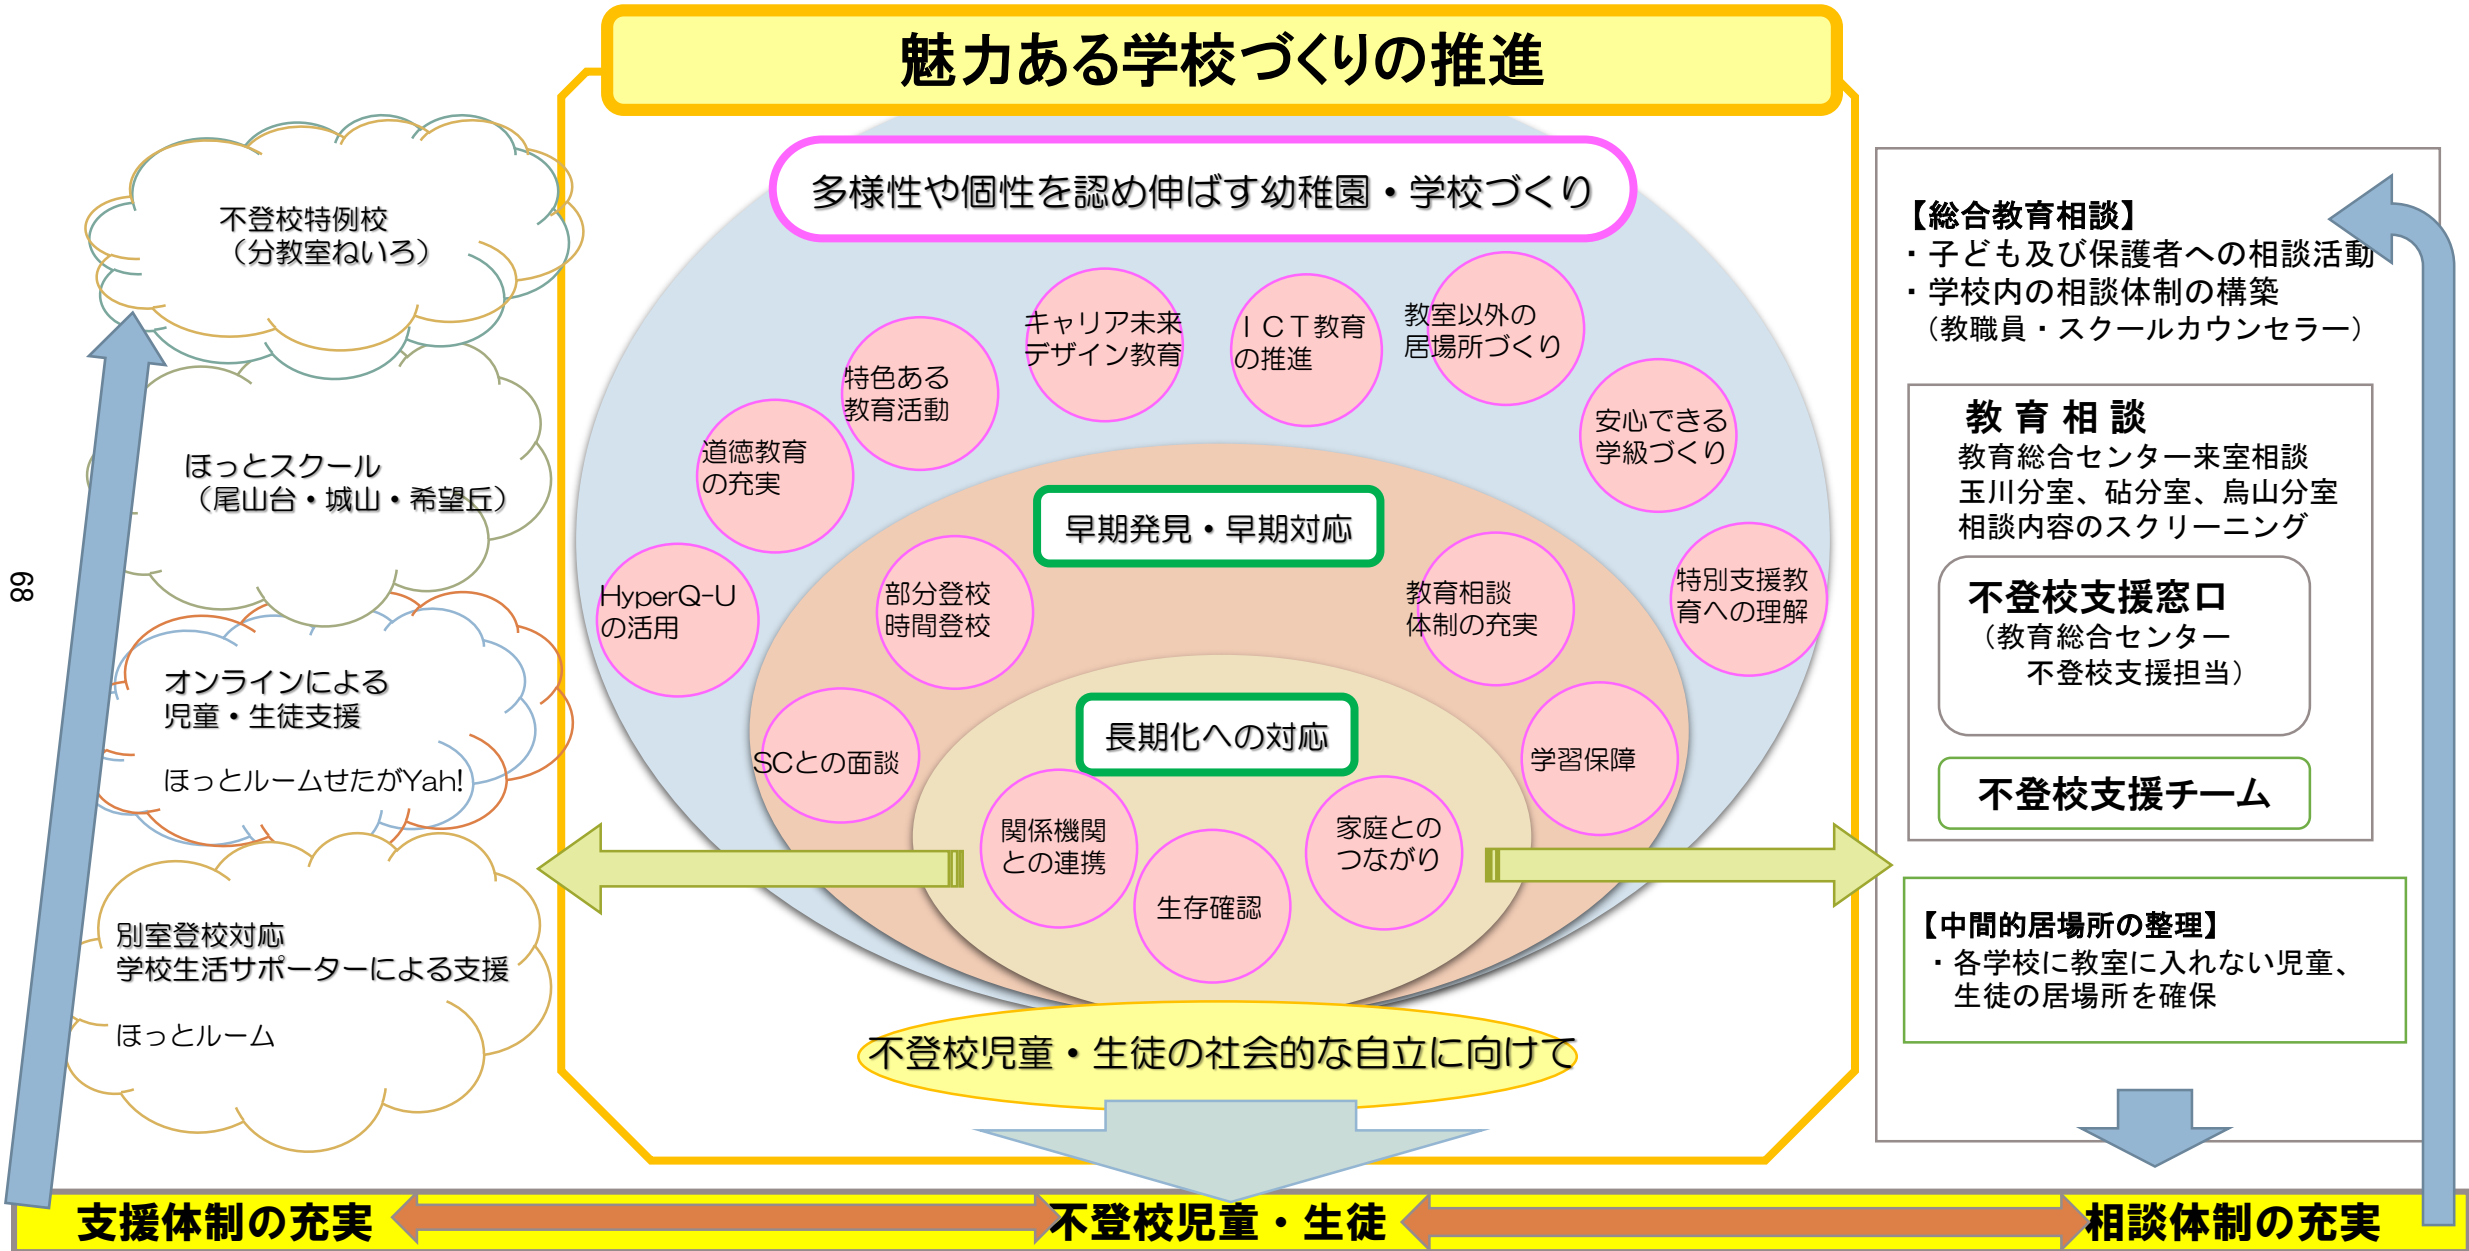 魅力ある学校づくりの推進
多様性や個性を認め伸ばす幼稚園・学校づくり
キャリア未来
デザイン教育
ＩＣＴ教育
の推進
教室以外の
居場所づくり
特色ある
教育活動
安心できる
学級づくり
道徳教育
の充実
HyperQ-U
の活用
特別支援教
育への理解
早期発見・早期対応
部分登校
時間登校
教育相談
体制の充実
SCとの面談
学習保障
長期化への対応
関係機関
との連携
生存確認
家庭との
つながり
不登校児童・生徒の社会的な自立に向けて
不登校特例校
（分教室ねいろ）
ほっとスクール
（尾山台・城山・希望丘）
オンラインによる
児童・生徒支援
ほっとルームせたがYah!
別室登校対応
学校生活サポーターによる支援
ほっとルーム
【総合教育相談】
・子ども及び保護者への相談活動
・学校内の相談体制の構築
（教職員・スクールカウンセラー）
教育相談
教育総合センター来室相談
玉川分室、砧分室、烏山分室
相談内容のスクリーニング
不登校支援窓口
（教育総合センター
不登校支援担当）
不登校支援チーム
【中間的居場所の整理】
・各学校に教室に入れない児童、
生徒の居場所を確保
支援体制の充実
不登校児童・生徒
相談体制の充実
68